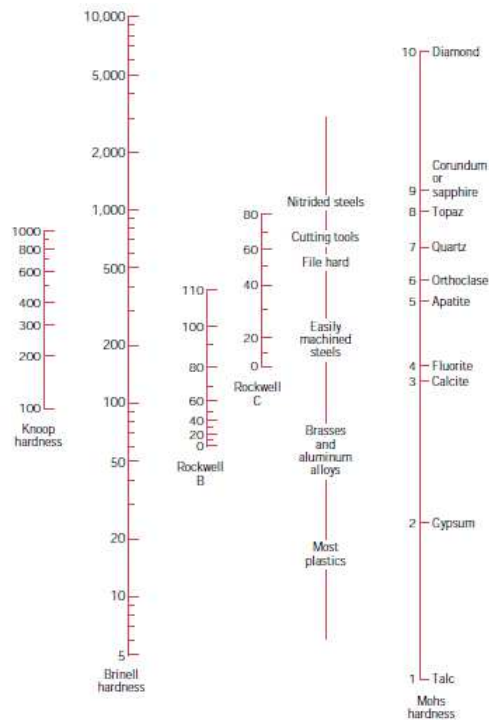 1000
800
600
400
300
200
100
Knoop
hardness
10,000
5,000
2,000
1,000
500
200
100
50
20
10
5
Brinell
hardness
110
100
80
60
40
20
0
Rockwell
B
80
60
40
20
0
Rockwell
C
Nitrided steels
Cutting tools
File hard
Easily
machined
steels
Brasses
and
aluminum
alloys
Most
plastics
10 Diamond
Corundum
or
9 sapphire
8 Topaz
7 Quartz
6 Orthoclase
5 Apatite
4 Fluorite
3 Calcite
2 Gypsum
1 Talc
Mohs
hardness